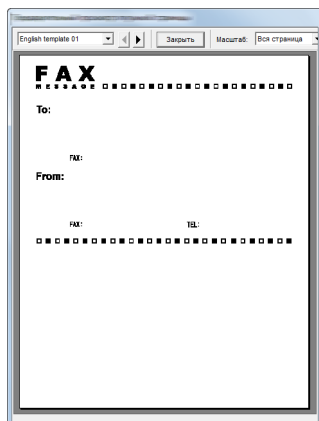 English template 01 Закрыть Масштаб: Вся страница
FAX
MESSAGE
To:
FAX:
From:
FAX: TEL: